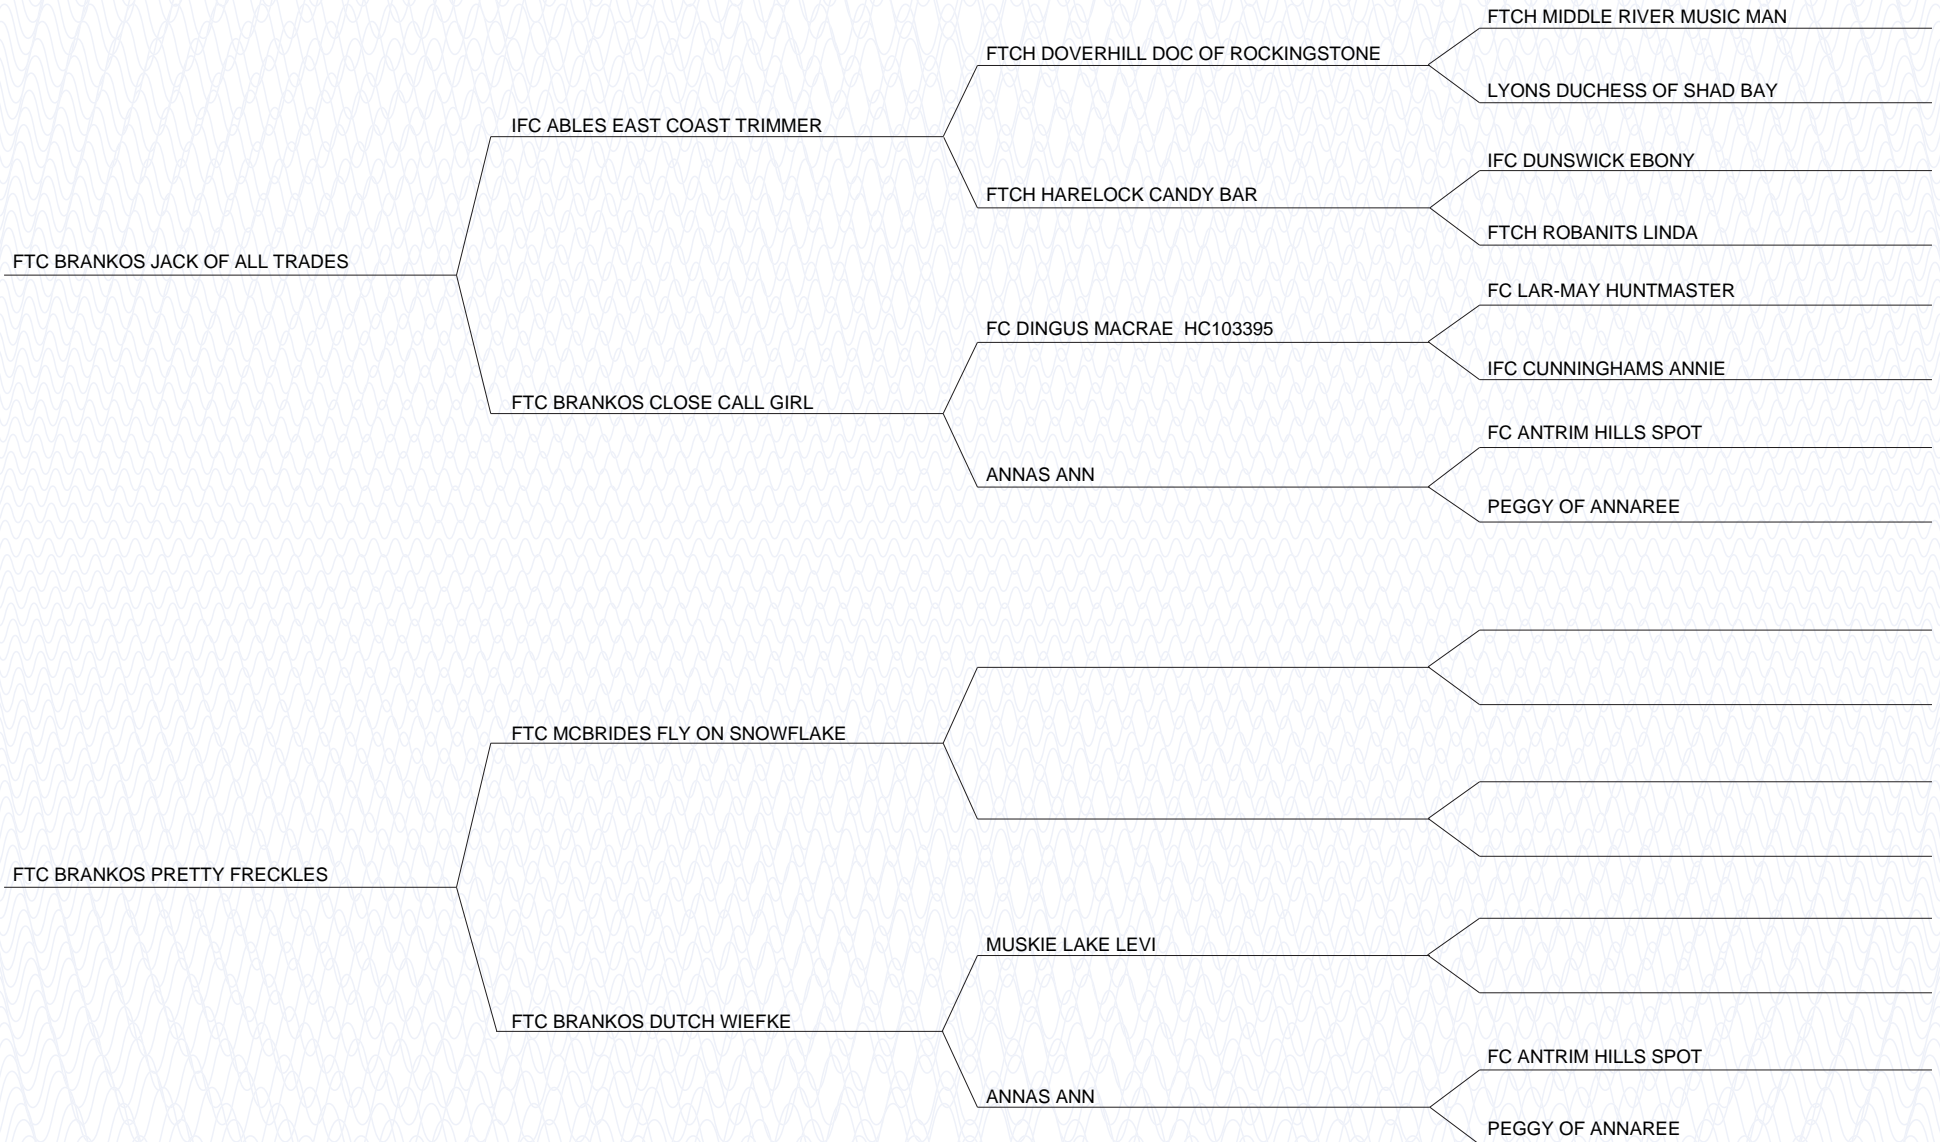 FTCH MIDDLE RIVER MUSIC MAN
FTCH DOVERHILL DOC OF ROCKINGSTONE
LYONS DUCHESS OF SHAD BAY
IFC ABLES EAST COAST TRIMMER
IFC DUNSWICK EBONY
FTCH HARELOCK CANDY BAR
FTCH ROBANITS LINDA
FTC BRANKOS JACK OF ALL TRADES
FC LAR-MAY HUNTMASTER
FC DINGUS MACRAE  HC103395
IFC CUNNINGHAMS ANNIE
FTC BRANKOS CLOSE CALL GIRL
FC ANTRIM HILLS SPOT
ANNAS ANN
PEGGY OF ANNAREE
FTC MCBRIDES FLY ON SNOWFLAKE
FTC BRANKOS PRETTY FRECKLES
MUSKIE LAKE LEVI
FTC BRANKOS DUTCH WIEFKE
FC ANTRIM HILLS SPOT
ANNAS ANN
PEGGY OF ANNAREE